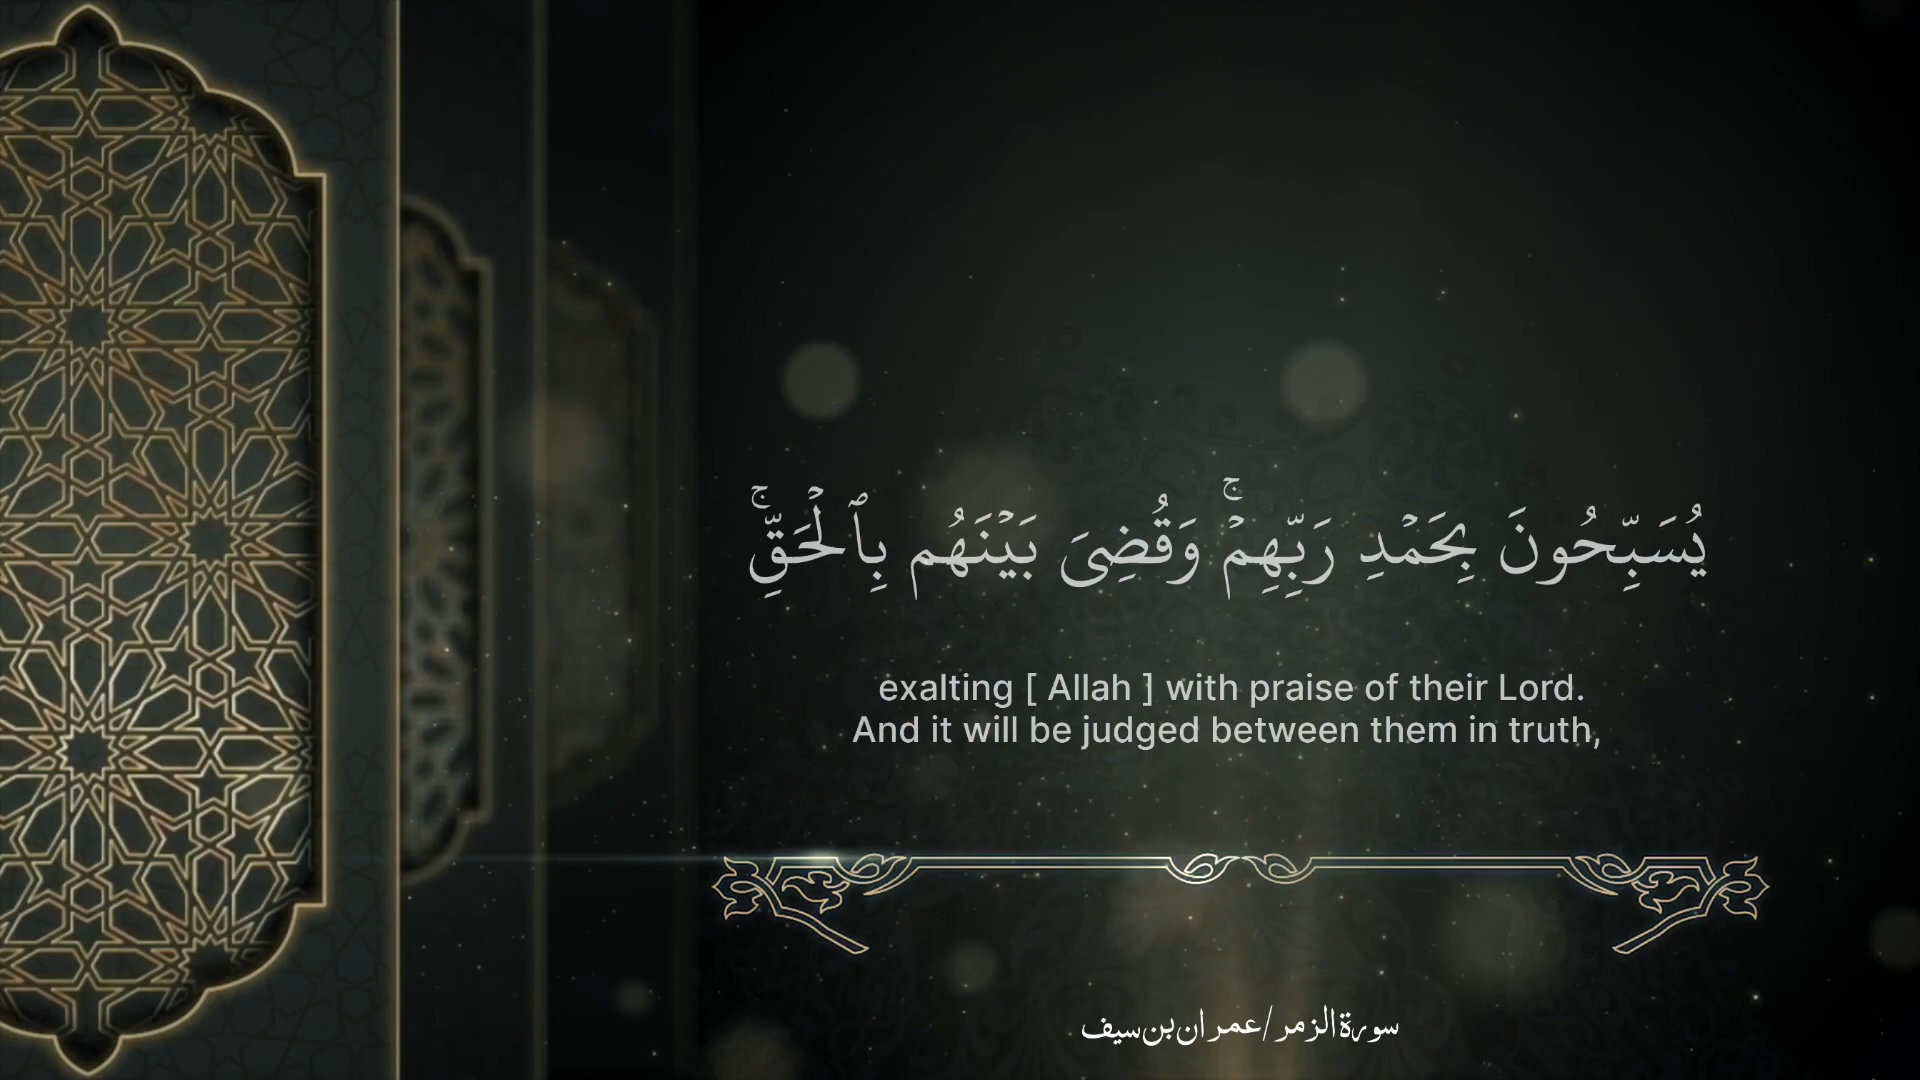 يُسَبِّحُونَ بِحَمْدِ رَبِّهِمْ ۚ وَقُضِىَ بَيْنَهُم بِٱلْحَقِّ ۚ
exalting [ Allah ] with praise of their Lord.
And it will be judged between them in truth,
سورة الزمر / عمران بن سيف